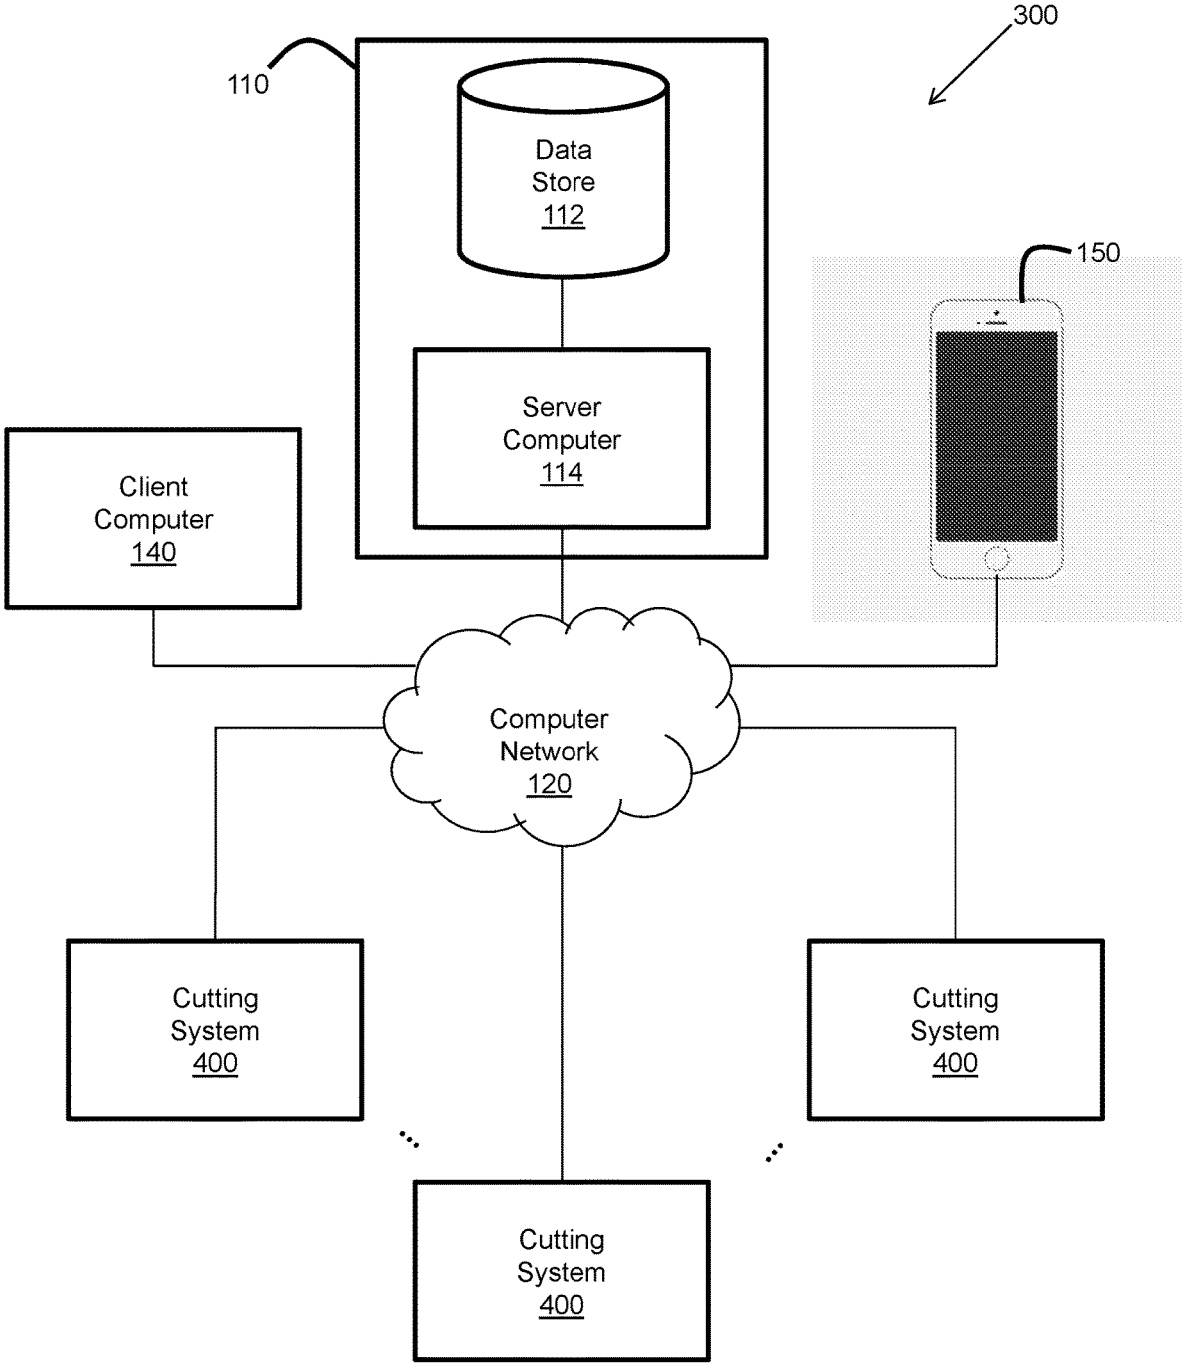 300
110
Data
Store
112
150
Server
Computer
114
Client
Computer
140
Computer
Network
120
Cutting
System
400
Cutting
System
400
Cutting
System
400